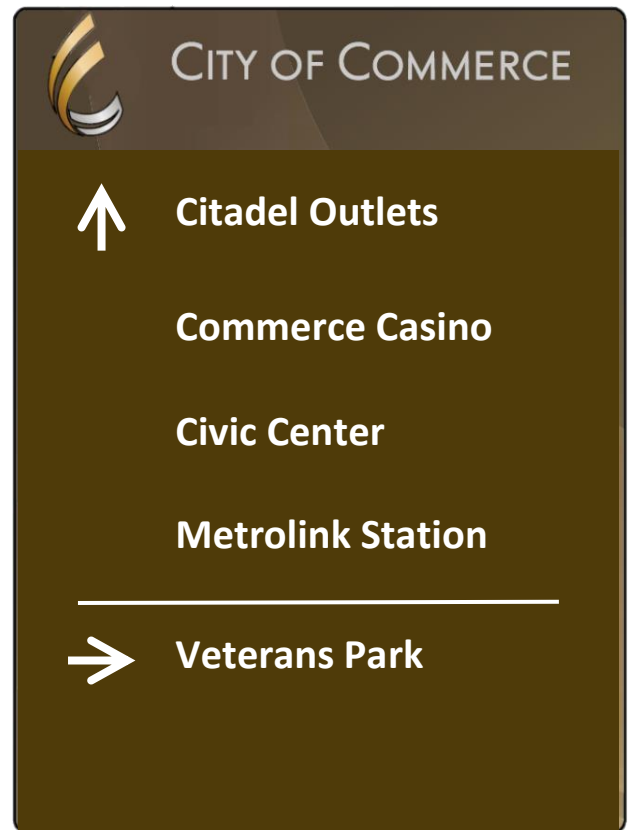 CITY OF COMMERCE
Citadel Outlets
Commerce Casino
Civic Center
Metrolink Station
Veterans Park